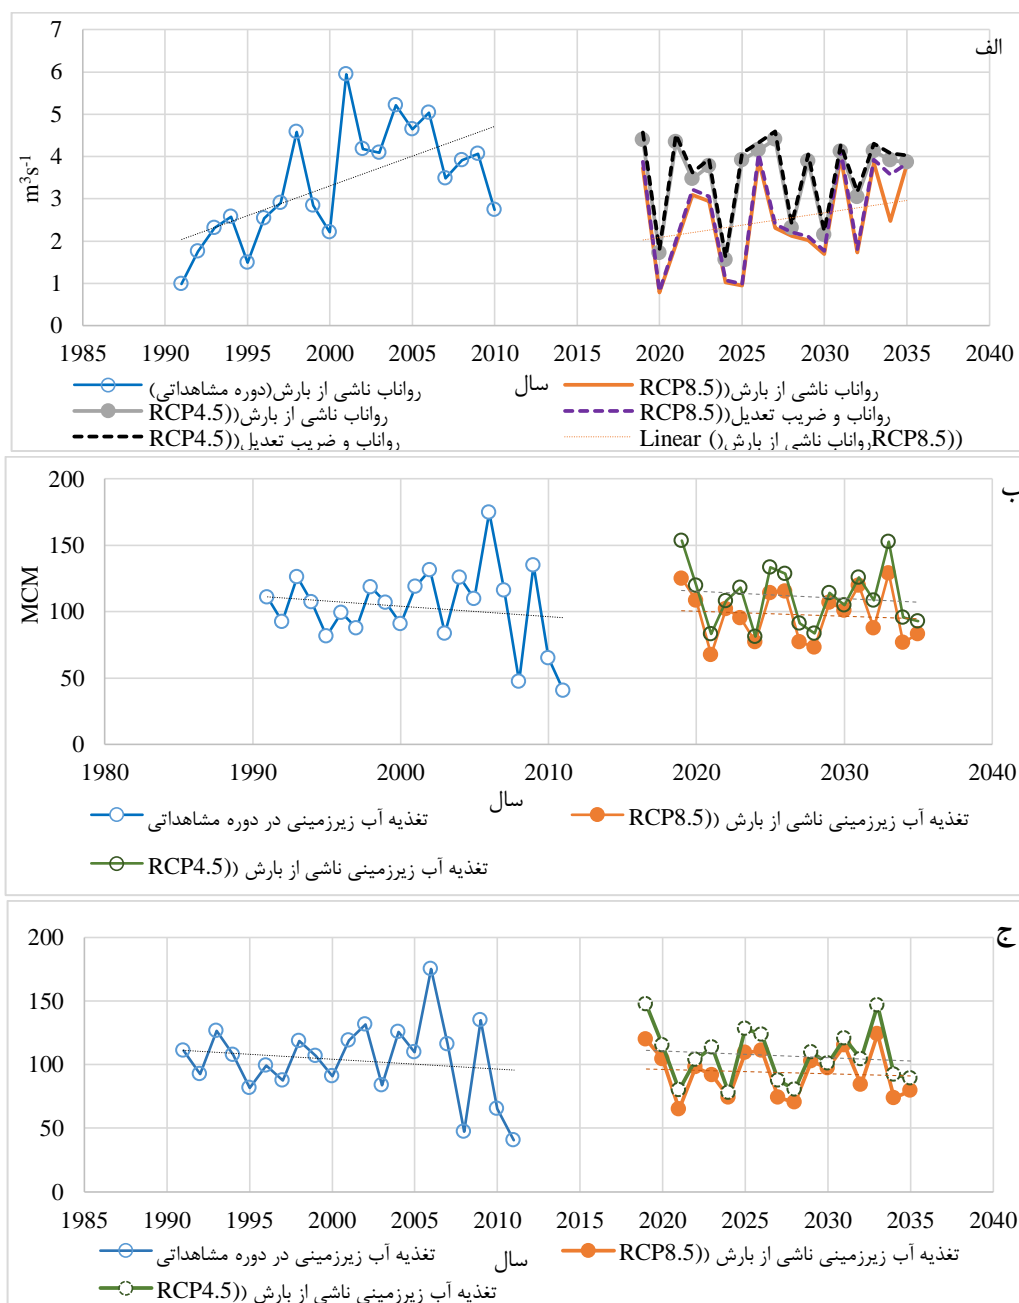 الف
7
6
5
4
3
2
1
0
m³s⁻¹
1985 1990 1995 2000 2005 2010 2015 2020 2025 2030 2035 2040
سال
رواناب ناشی از بارش(دوره مشاهداتی)
رواناب ناشی از بارش((RCP8.5
رواناب ناشی از بارش((RCP4.5
رواناب و ضریب تعدیل((RCP8.5
رواناب و ضریب تعدیل((RCP4.5
Linear (رواناب ناشی از بارش((RCP8.5
ب
200
150
100
50
0
MCM
1980 1990 2000 2010 2020 2030 2040
سال
تغذیه آب زیرزمینی در دوره مشاهداتی
تغذیه آب زیرزمینی ناشی از بارش ((RCP8.5
تغذیه آب زیرزمینی ناشی از بارش ((RCP4.5
ج
200
150
100
50
0
1985 1990 1995 2000 2005 2010 2015 2020 2025 2030 2035 2040
سال
تغذیه آب زیرزمینی در دوره مشاهداتی
تغذیه آب زیرزمینی ناشی از بارش ((RCP8.5
تغذیه آب زیرزمینی ناشی از بارش ((RCP4.5